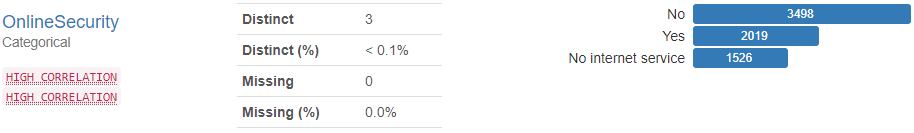 OnlineSecurity
Categorical
HIGH CORRELATION
HIGH CORRELATION
Distinct 3
Distinct (%) < 0.1%
Missing 0
Missing (%) 0.0%
No 3498
Yes 2019
No internet service 1526